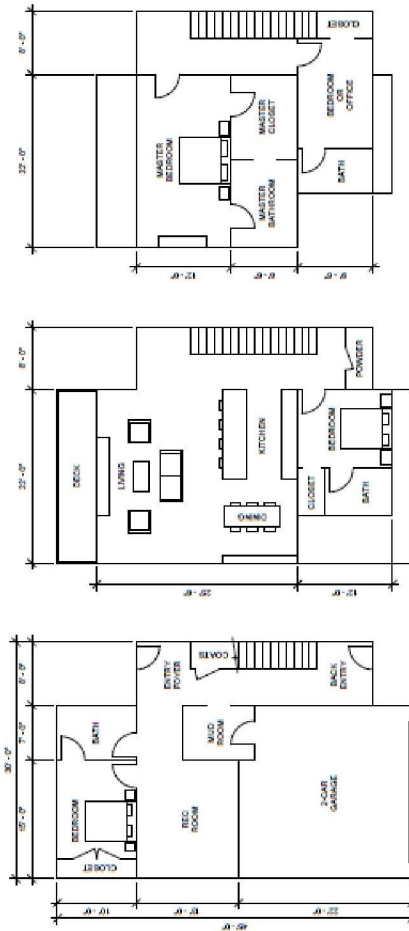 30'-0"
15'-0"
7'-0"
8'-0"
BEDROOM
CLOSET
BATH
ENTRY
FOYER
COATS
MUD
ROOM
REC
ROOM
2-CAR
GARAGE
BACK
ENTRY
22'-0"
8'-0"
DECK
LIVING
DINING
KITCHEN
CLOSET
BATH
BEDROOM
POWDER
22'-0"
8'-0"
MASTER
BEDROOM
MASTER
BATHROOM
MASTER
CLOSET
BATH
BEDROOM
OR
OFFICE
CLOSET